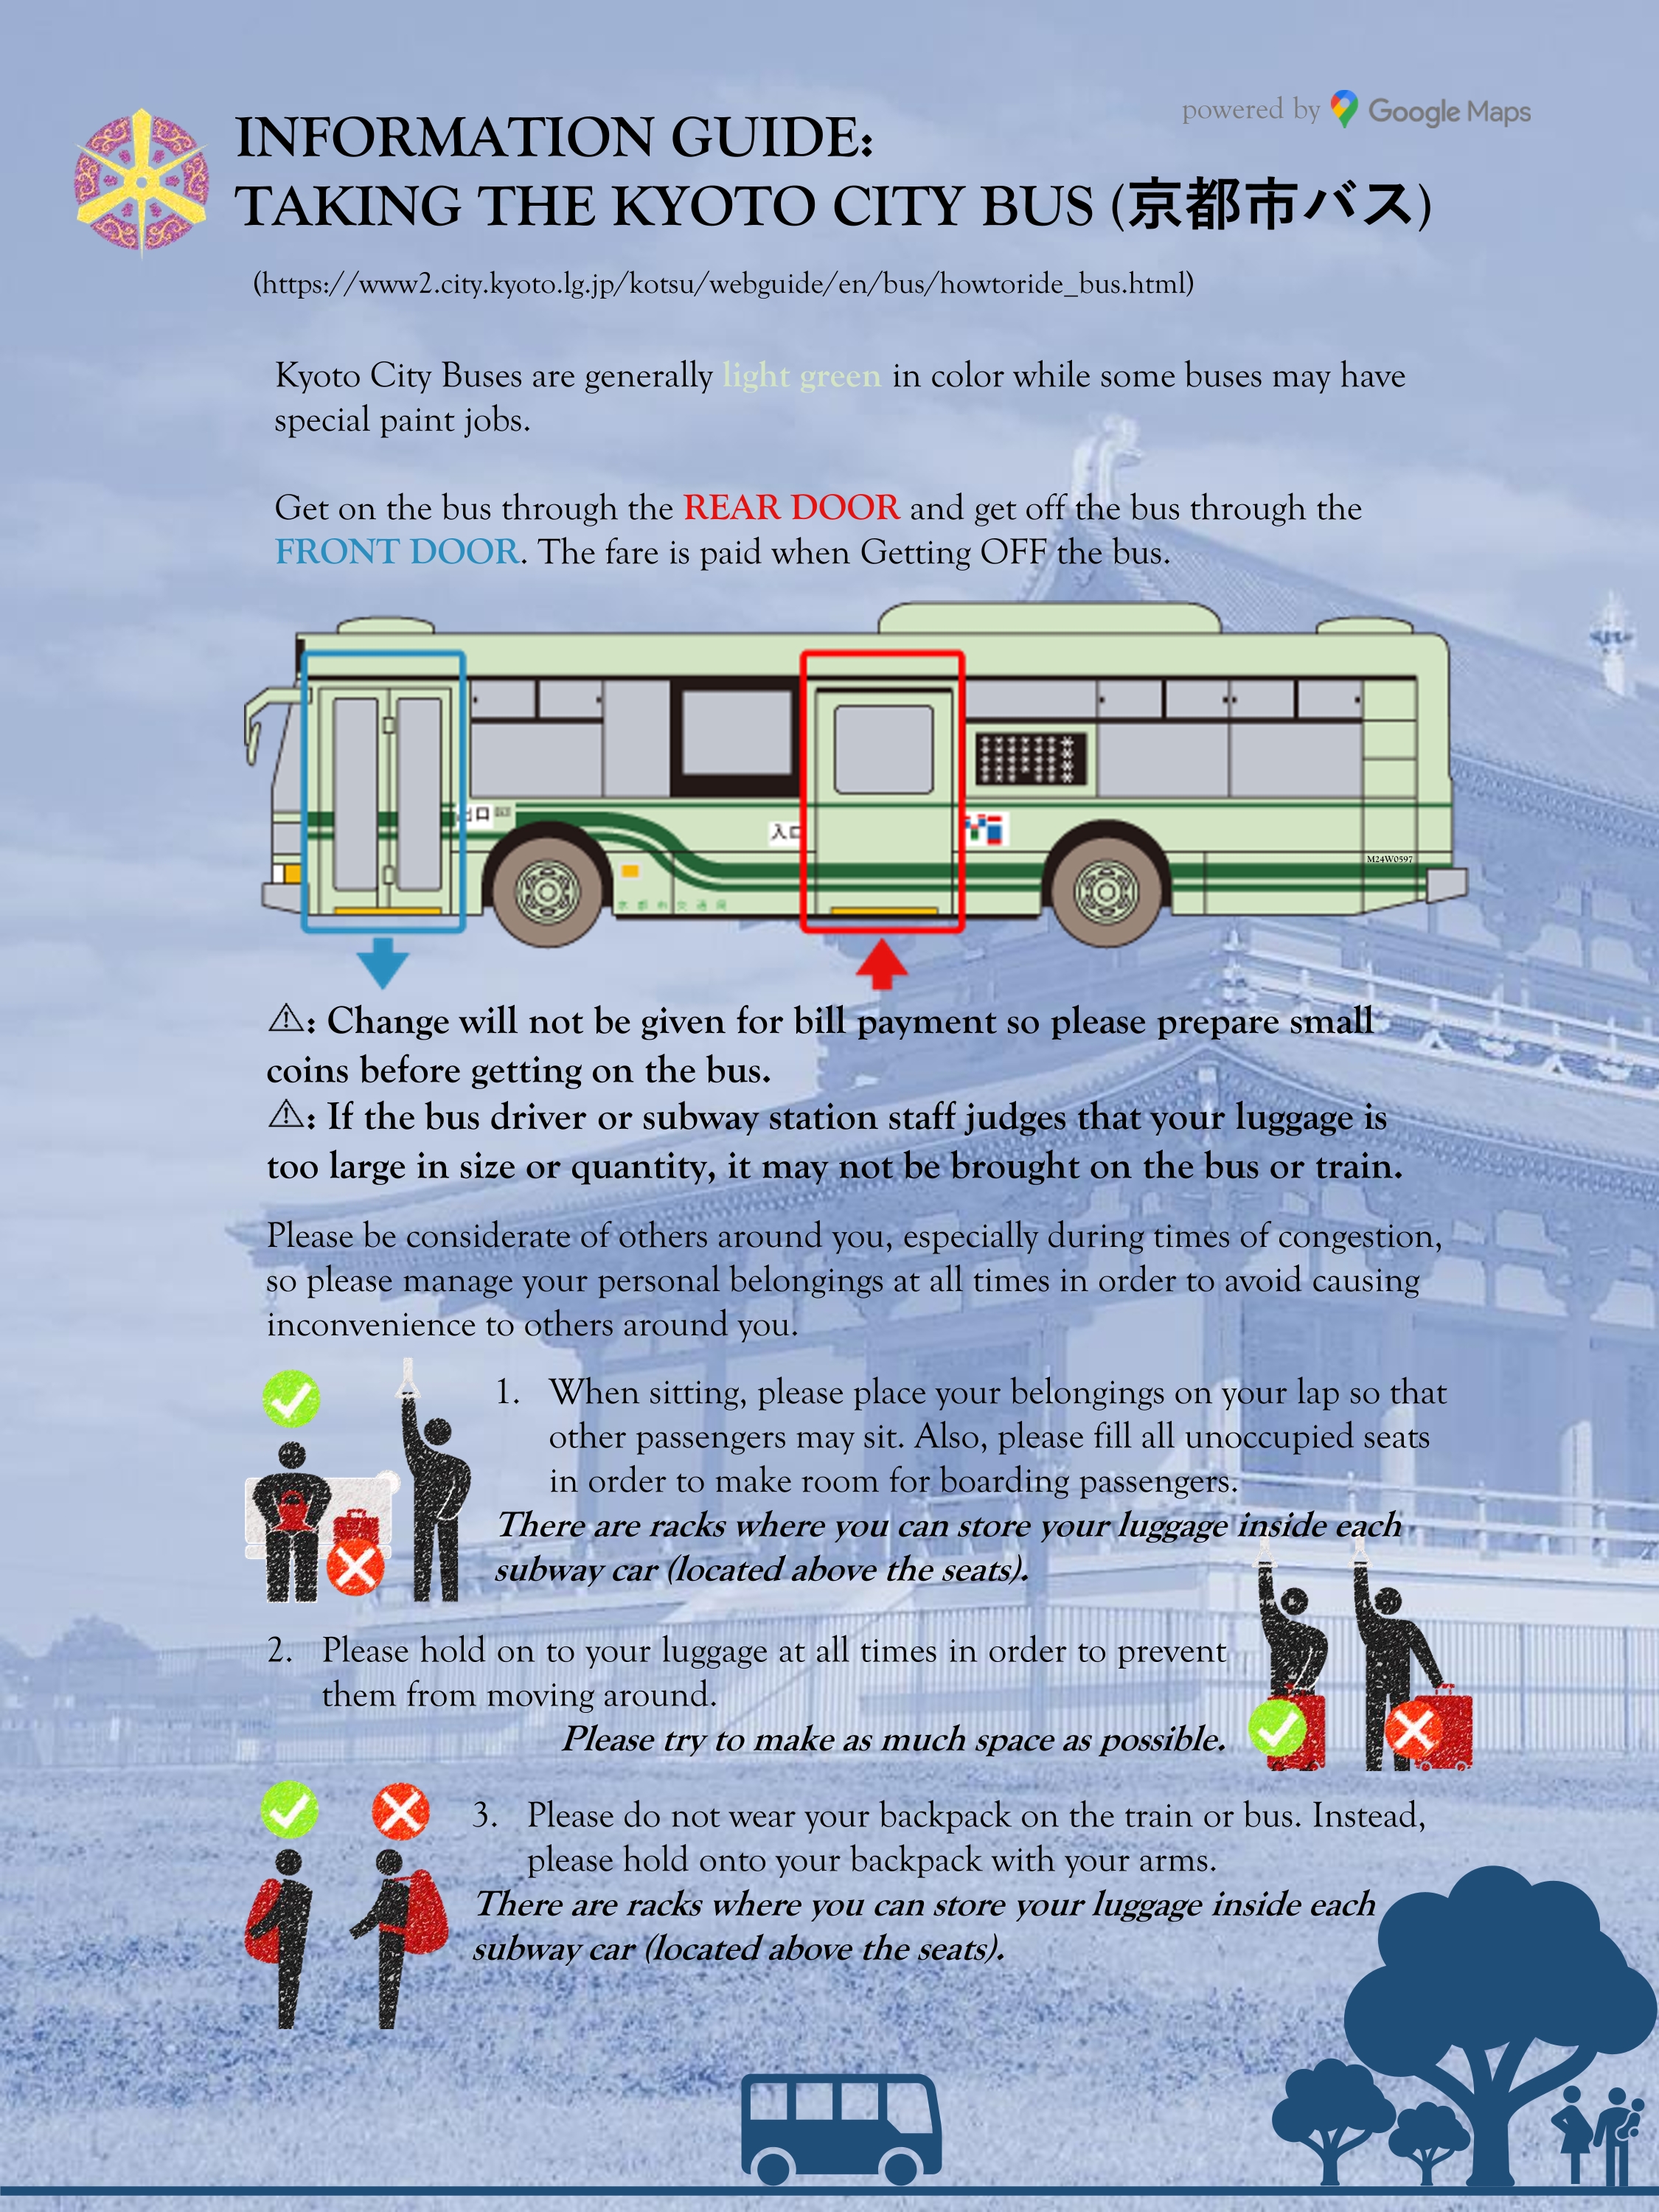 powered by Google Maps
INFORMATION GUIDE:
TAKING THE KYOTO CITY BUS (京都市バス)
(https://www2.city.kyoto.lg.jp/kotsu/webguide/en/bus/howtoride_bus.html)
Kyoto City Buses are generally light green in color while some buses may have
special paint jobs.
Get on the bus through the REAR DOOR and get off the bus through the
FRONT DOOR. The fare is paid when Getting OFF the bus.
出口
入口
M24W0597
京都市交通局
⚠: Change will not be given for bill payment so please prepare small
coins before getting on the bus.
⚠: If the bus driver or subway station staff judges that your luggage is
too large in size or quantity, it may not be brought on the bus or train.
Please be considerate of others around you, especially during times of congestion,
so please manage your personal belongings at all times in order to avoid causing
inconvenience to others around you.
1. When sitting, please place your belongings on your lap so that
other passengers may sit. Also, please fill all unoccupied seats
in order to make room for boarding passengers.
There are racks where you can store your luggage inside each
subway car (located above the seats).
2. Please hold on to your luggage at all times in order to prevent
them from moving around.
Please try to make as much space as possible.
3. Please do not wear your backpack on the train or bus. Instead,
please hold onto your backpack with your arms.
There are racks where you can store your luggage inside each
subway car (located above the seats).